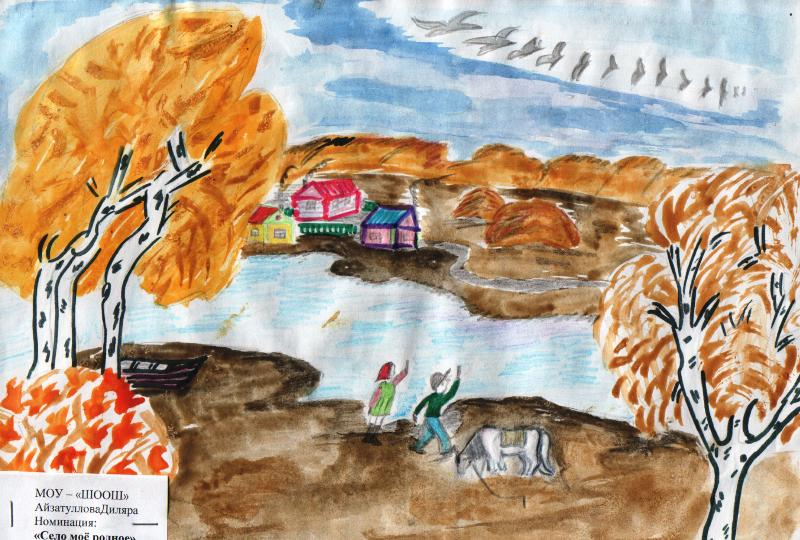 МОУ – «ШООШ»
АйзатулловаДиляра
Номинация:
«Село моё родное»